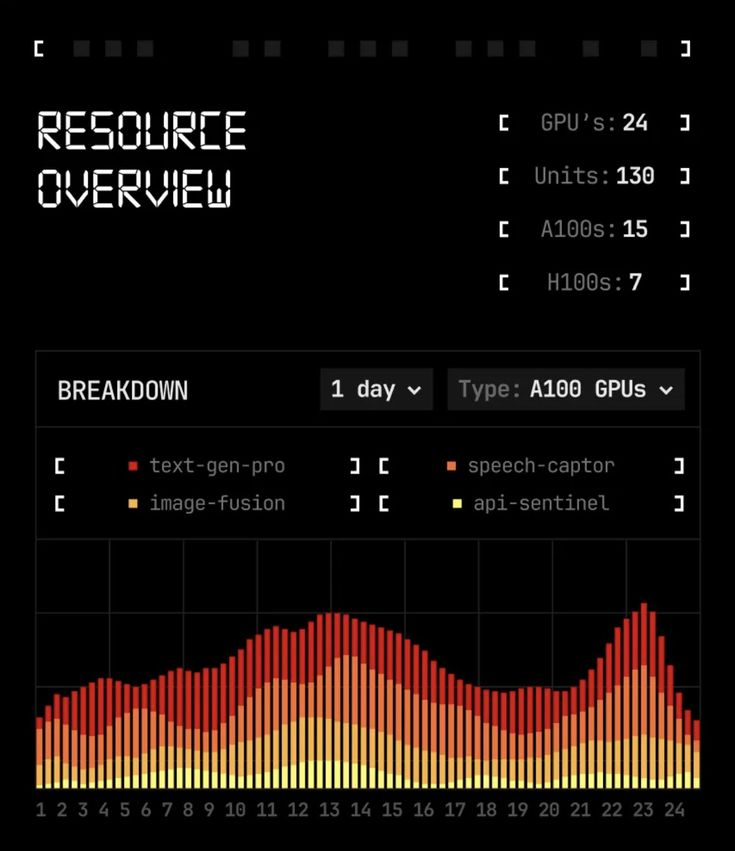 RESOURCE
OVERVIEW
[ GPU's: 24 ]
[ Units: 130 ]
[ A100s: 15 ]
[ H100s: 7 ]
BREAKDOWN 1 day Type: A100 GPUs
[ text-gen-pro ] [ speech-captor ]
[ image-fusion ] [ api-sentinel ]
1 2 3 4 5 6 7 8 9 10 11 12 13 14 15 16 17 18 19 20 21 22 23 24